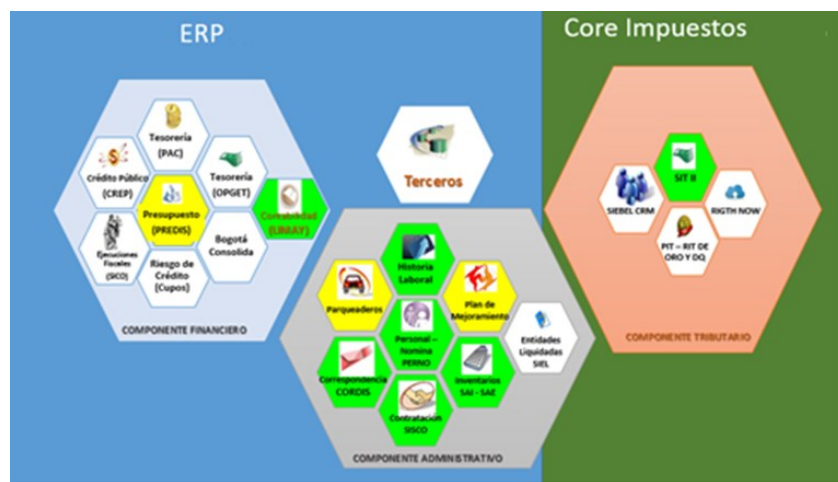 ERP
Core Impuestos
Tesorería
(PAC)
Crédito Público
(CREP)
Tesorería
(OPGET)
Presupuesto
(PREDIS)
Contabilidad
(LIMAY)
Ejecuciones
Fiscales
(SICO)
Riesgo de
Crédito
(Cupos)
Bogotá
Consolida
COMPONENTE FINANCIERO
Terceros
Historia
Laboral
Parqueaderos
Plan de
Mejoramiento
Personal –
Nomina
PERNO
Entidades
Liquidadas
SIEL
Correspondencia
CORDIS
Inventarios
SAI - SAE
Contratación
SISCO
COMPONENTE ADMINISTRATIVO
SIT II
SIEBEL CRM
RIGTH NOW
PIT – RIT DE
ORO Y DQ
COMPONENTE TRIBUTARIO